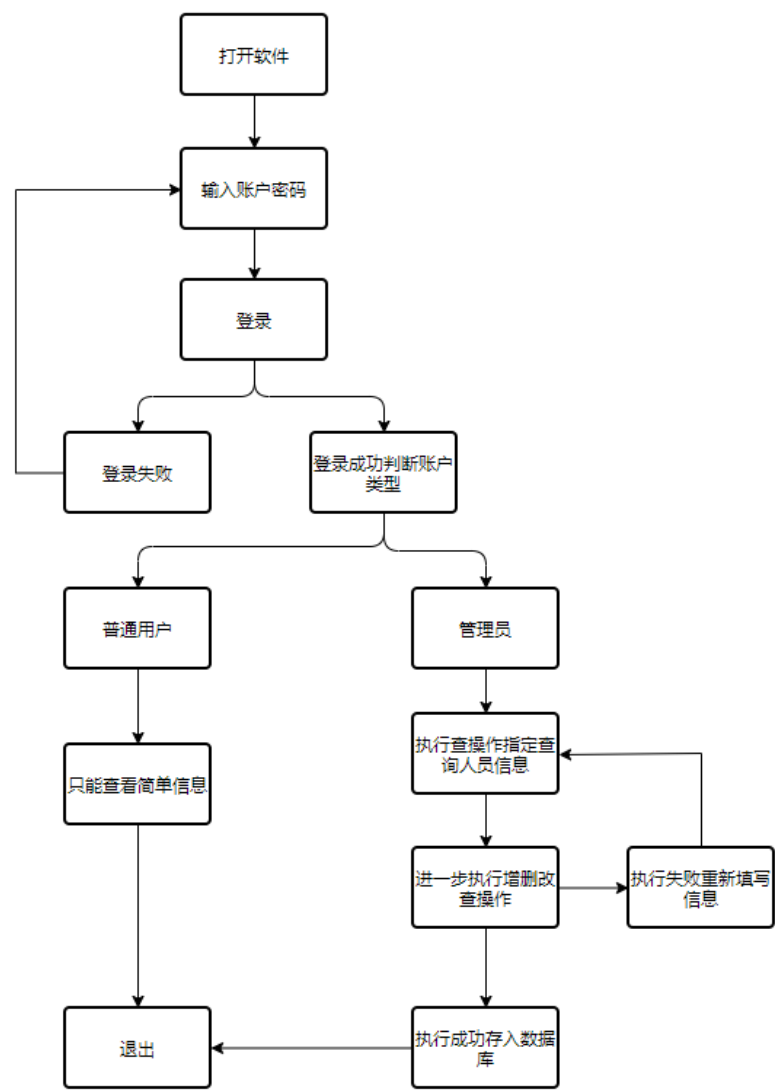 打开软件
输入账户密码
登录
登录失败
登录成功判断账户
类型
普通用户
管理员
只能查看简单信息
执行查操作指定查
询人员信息
进一步执行增删改
查操作
执行失败重新填写
信息
退出
执行成功存入数据
库